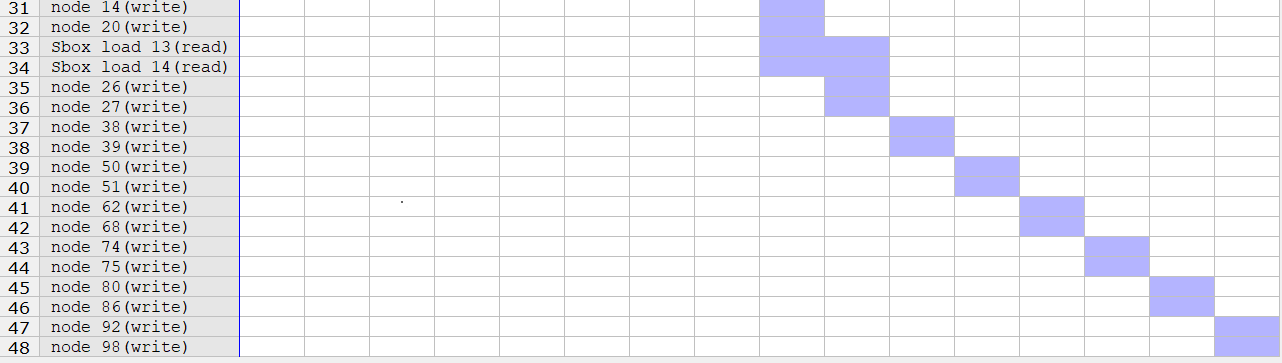 31 node 14(write)
32 node 20(write)
33 Sbox load 13(read)
34 Sbox load 14(read)
35 node 26(write)
36 node 27(write)
37 node 38(write)
38 node 39(write)
39 node 50(write)
40 node 51(write)
41 node 62(write)
42 node 68(write)
43 node 74(write)
44 node 75(write)
45 node 80(write)
46 node 86(write)
47 node 92(write)
48 node 98(write)